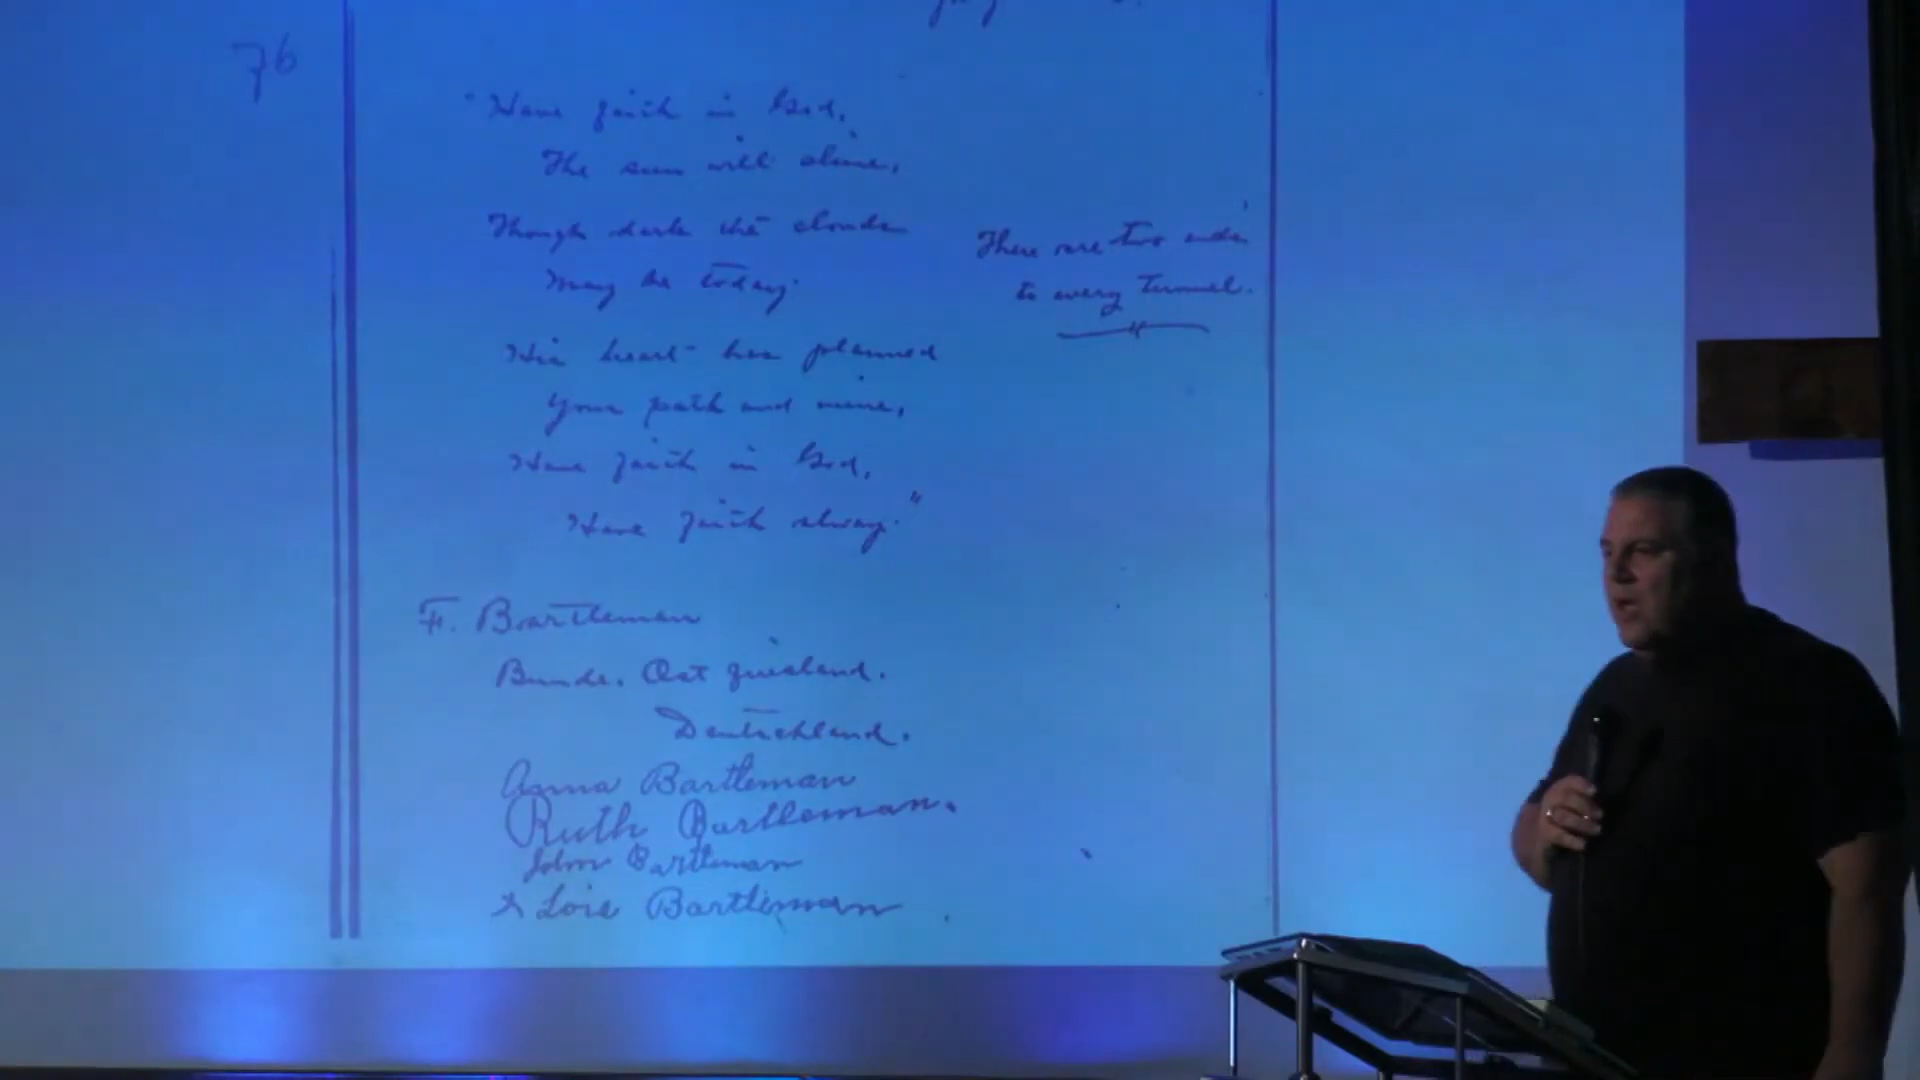 76
"Have faith in God,
The sun will shine,
Though dark the clouds
may be today.
His heart has planned
Your path and mine,
Have faith in God,
Have faith alway."
There are two ends
to every tunnel.
F. Bartleman
Bunde. Ost friesland.
Deutschland.
Anna Bartleman
Ruth Bartleman.
John Bartleman
& Lois Bartleman